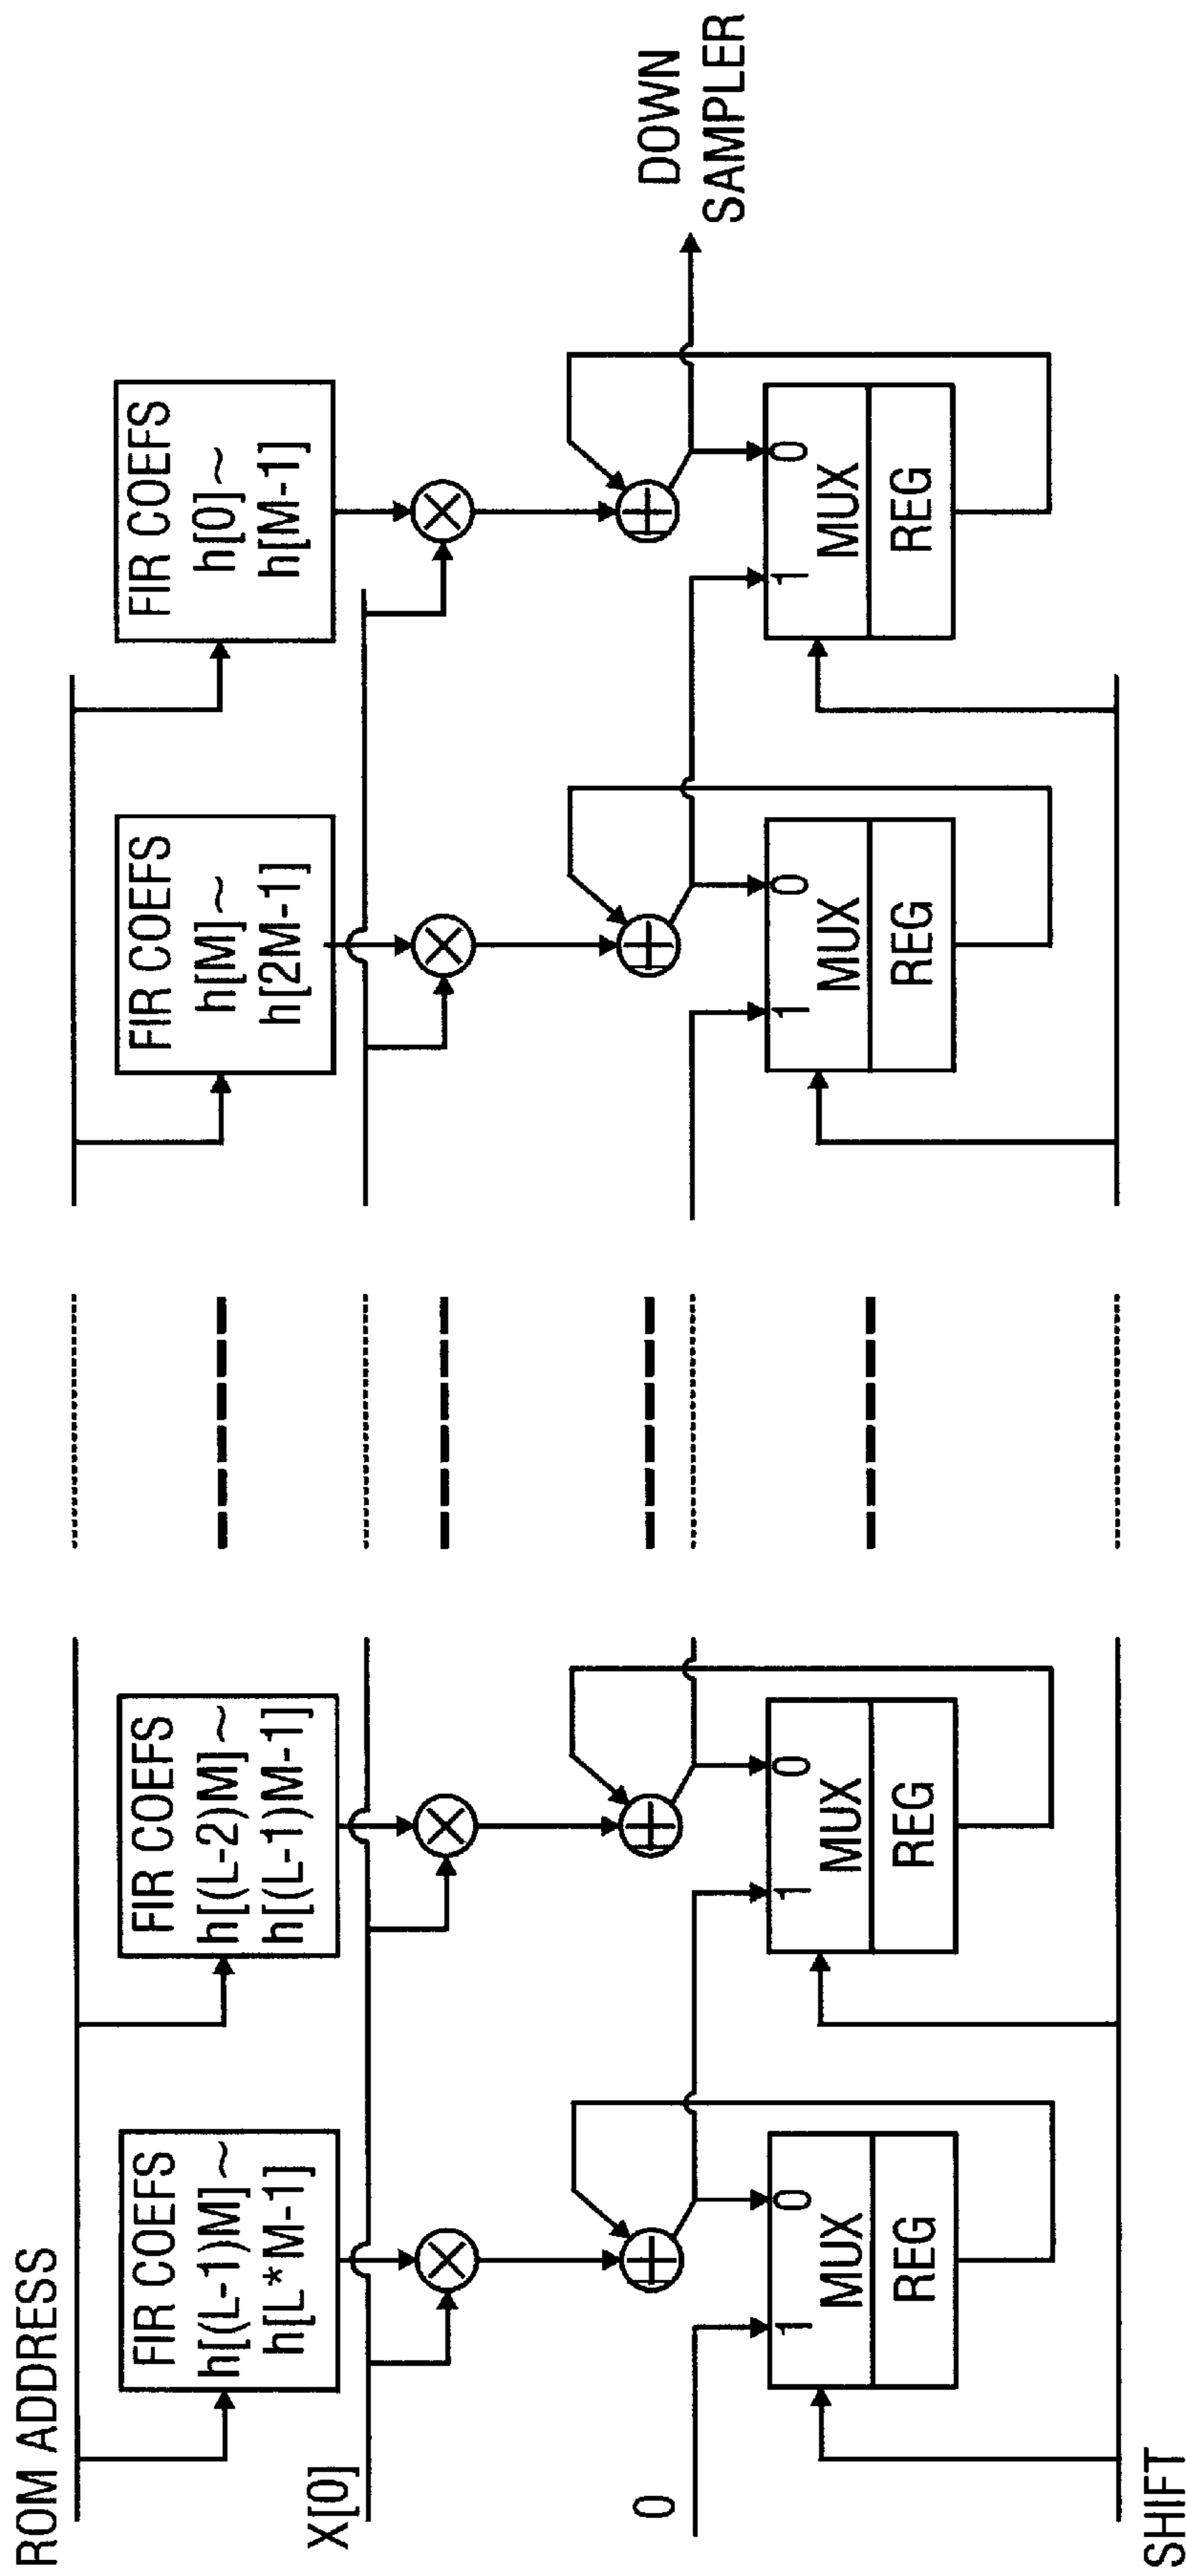 ROM ADDRESS
FIR COEFS
h[(L-1)M] ~
h[L*M-1]
FIR COEFS
h[(L-2)M] ~
h[(L-1)M-1]
FIR COEFS
h[M] ~
h[2M-1]
FIR COEFS
h[0] ~
h[M-1]
X[0]
DOWN
SAMPLER
0
1 0
MUX
REG
1 0
MUX
REG
1 0
MUX
REG
1 0
MUX
REG
SHIFT